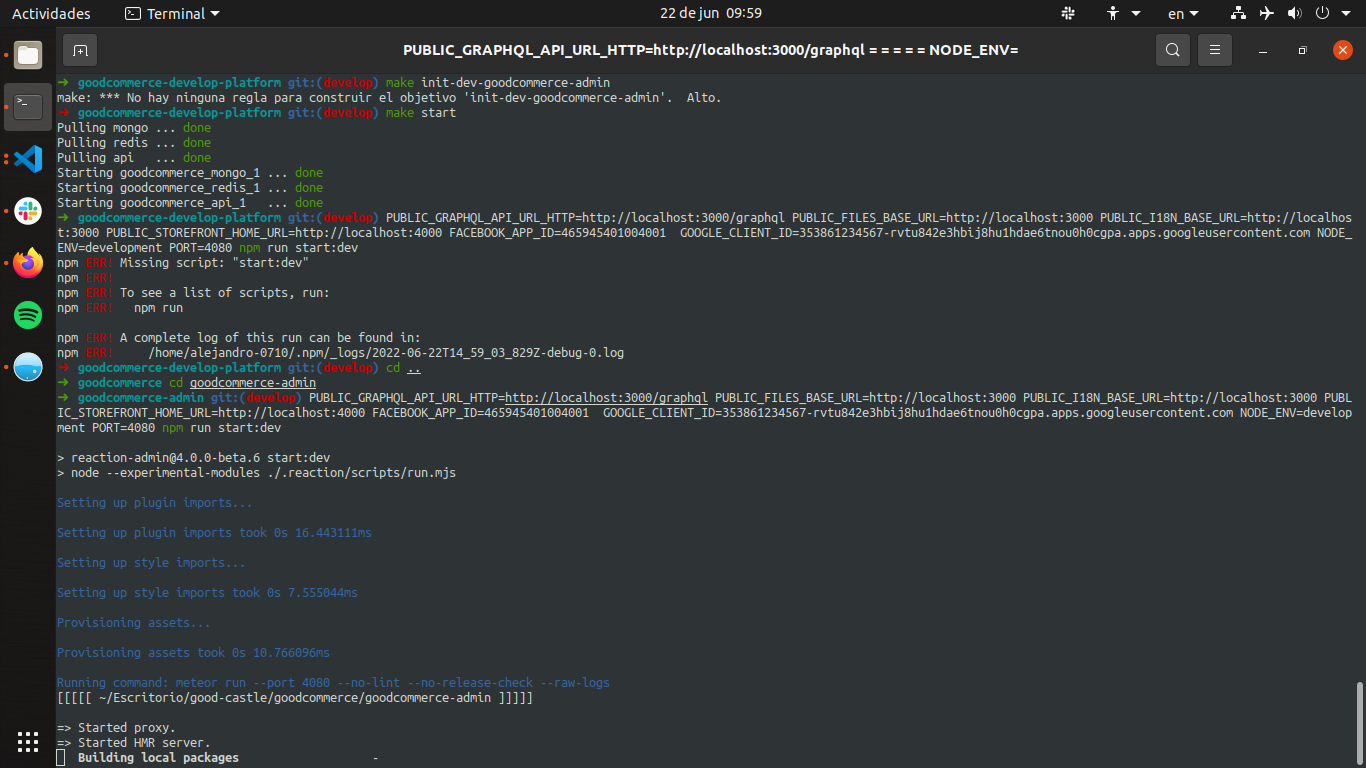 Actividades
Terminal
22 de jun 09:59
en
PUBLIC_GRAPHQL_API_URL_HTTP=http://localhost:3000/graphql = = = = = NODE_ENV=
➜ goodcommerce-develop-platform git:(develop) make init-dev-goodcommerce-admin
make: *** No hay ninguna regla para construir el objetivo 'init-dev-goodcommerce-admin'.  Alto.
➜ goodcommerce-develop-platform git:(develop) make start
Pulling mongo ... done
Pulling redis ... done
Pulling api   ... done
Starting goodcommerce_mongo_1 ... done
Starting goodcommerce_redis_1 ... done
Starting goodcommerce_api_1   ... done
➜ goodcommerce-develop-platform git:(develop) PUBLIC_GRAPHQL_API_URL_HTTP=http://localhost:3000/graphql PUBLIC_FILES_BASE_URL=http://localhost:3000 PUBLIC_I18N_BASE_URL=http://localhos
t:3000 PUBLIC_STOREFRONT_HOME_URL=http://localhost:4000 FACEBOOK_APP_ID=465945401004001  GOOGLE_CLIENT_ID=353861234567-rvtu842e3hbij8hu1hdae6tnou0h0cgpa.apps.googleusercontent.com NODE_
ENV=development PORT=4080 npm run start:dev
npm ERR! Missing script: "start:dev"
npm ERR!
npm ERR! To see a list of scripts, run:
npm ERR!   npm run
npm ERR! A complete log of this run can be found in:
npm ERR!     /home/alejandro-0710/.npm/_logs/2022-06-22T14_59_03_829Z-debug-0.log
➜ goodcommerce-develop-platform git:(develop) cd ..
➜ goodcommerce cd goodcommerce-admin
➜ goodcommerce-admin git:(develop) PUBLIC_GRAPHQL_API_URL_HTTP=http://localhost:3000/graphql PUBLIC_FILES_BASE_URL=http://localhost:3000 PUBLIC_I18N_BASE_URL=http://localhost:3000 PUBL
IC_STOREFRONT_HOME_URL=http://localhost:4000 FACEBOOK_APP_ID=465945401004001  GOOGLE_CLIENT_ID=353861234567-rvtu842e3hbij8hu1hdae6tnou0h0cgpa.apps.googleusercontent.com NODE_ENV=develop
ment PORT=4080 npm run start:dev
> reaction-admin@4.0.0-beta.6 start:dev
> node --experimental-modules ./.reaction/scripts/run.mjs
Setting up plugin imports...
Setting up plugin imports took 0s 16.443111ms
Setting up style imports...
Setting up style imports took 0s 7.555044ms
Provisioning assets...
Provisioning assets took 0s 10.766096ms
Running command: meteor run --port 4080 --no-lint --no-release-check --raw-logs
[[[[[ ~/Escritorio/good-castle/goodcommerce/goodcommerce-admin ]]]]]
=> Started proxy.
=> Started HMR server.
Building local packages -